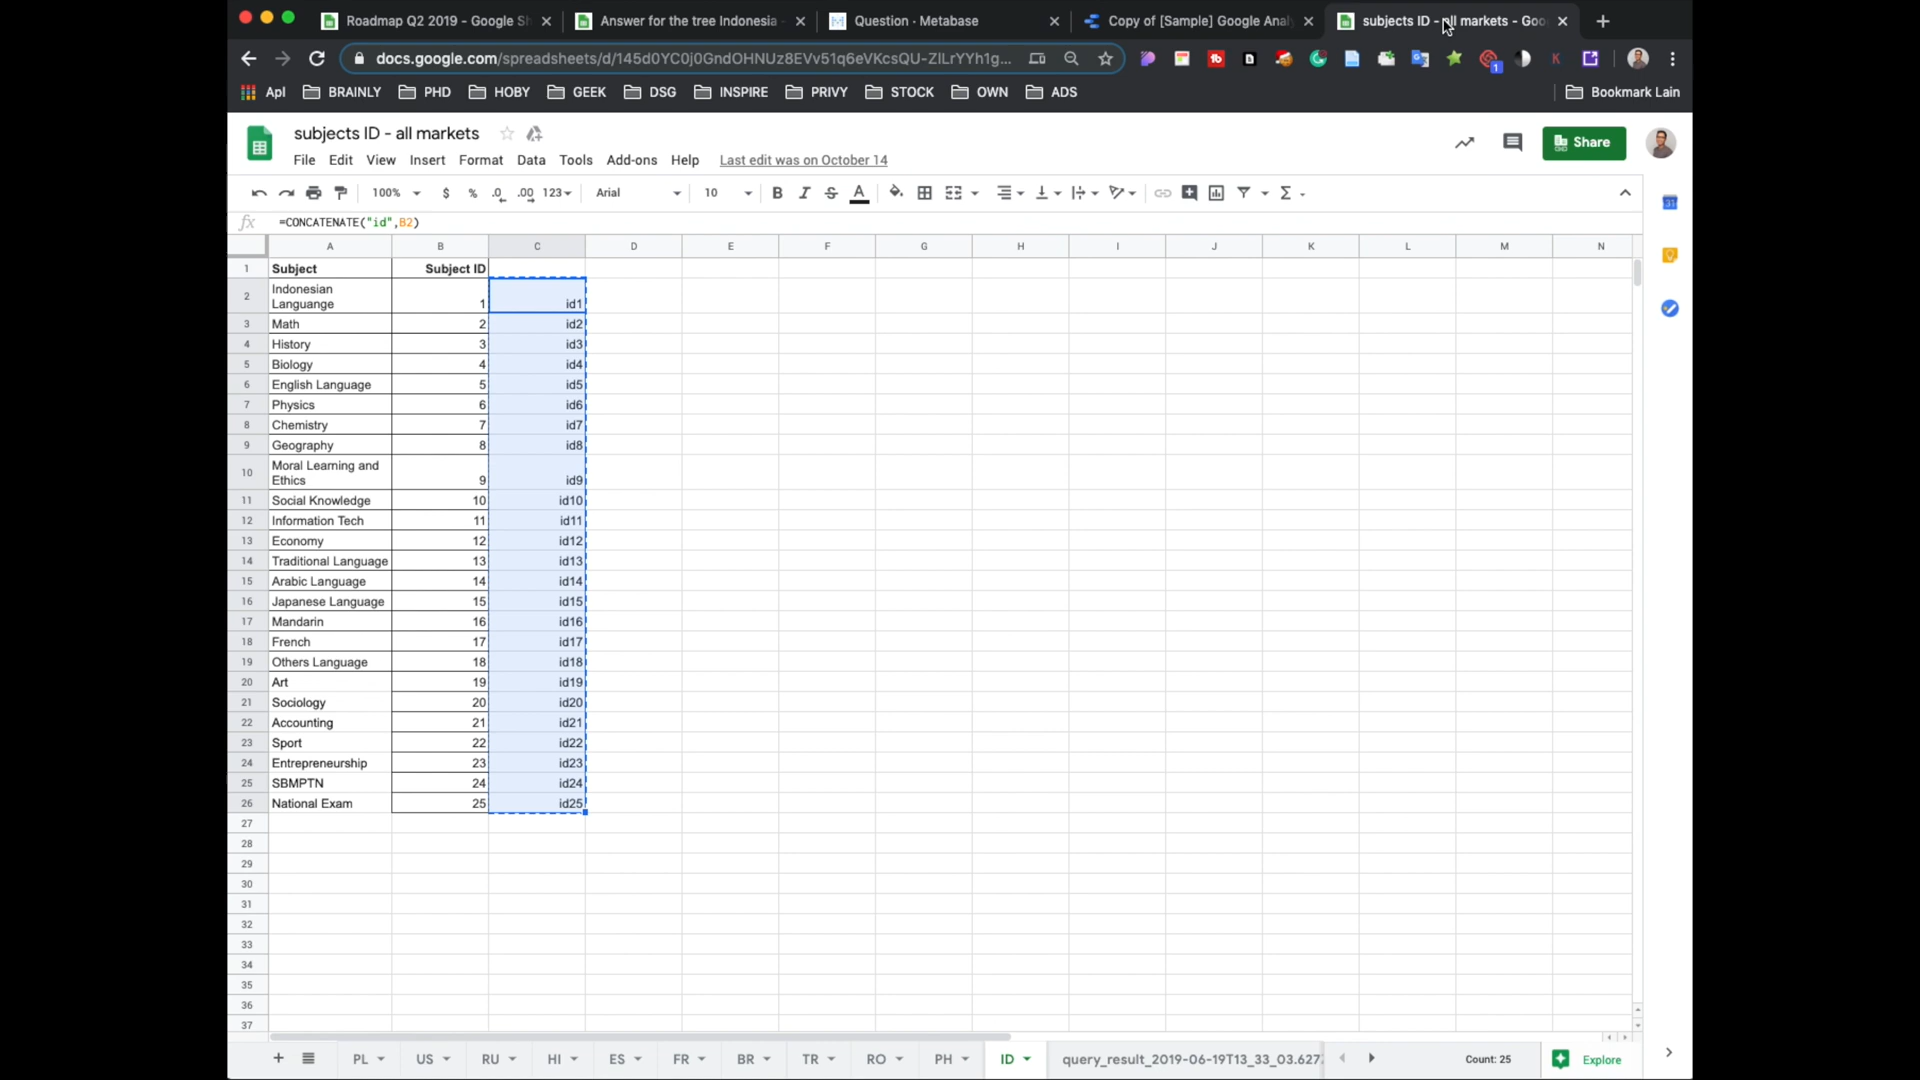 Roadmap Q2 2019 - Google Sh
Answer for the tree Indonesia -
Question · Metabase
Copy of [Sample] Google Anal
subjects ID - all markets - Goo
docs.google.com/spreadsheets/d/145d0YC0j0GndOHNUz8EVv51q6eVKcsQU-ZlLrYYh1g...
Apl
BRAINLY
PHD
HOBY
GEEK
DSG
INSPIRE
PRIVY
STOCK
OWN
ADS
Bookmark Lain
subjects ID - all markets
File Edit View Insert Format Data Tools Add-ons Help Last edit was on October 14
Share
100% $ % .0 .00 123 Arial 10 B I S A
fx =CONCATENATE("id",B2)
A B C D E F G H I J K L M N
1 Subject Subject ID
2 Indonesian
Languange 1 id1
3 Math 2 id2
4 History 3 id3
5 Biology 4 id4
6 English Language 5 id5
7 Physics 6 id6
8 Chemistry 7 id7
9 Geography 8 id8
10 Moral Learning and
Ethics 9 id9
11 Social Knowledge 10 id10
12 Information Tech 11 id11
13 Economy 12 id12
14 Traditional Language 13 id13
15 Arabic Language 14 id14
16 Japanese Language 15 id15
17 Mandarin 16 id16
18 French 17 id17
19 Others Language 18 id18
20 Art 19 id19
21 Sociology 20 id20
22 Accounting 21 id21
23 Sport 22 id22
24 Entrepreneurship 23 id23
25 SBMPTN 24 id24
26 National Exam 25 id25
27
28
29
30
31
32
33
34
35
36
37
PL US RU HI ES FR BR TR RO PH ID query_result_2019-06-19T13_33_03.627 Count: 25 Explore